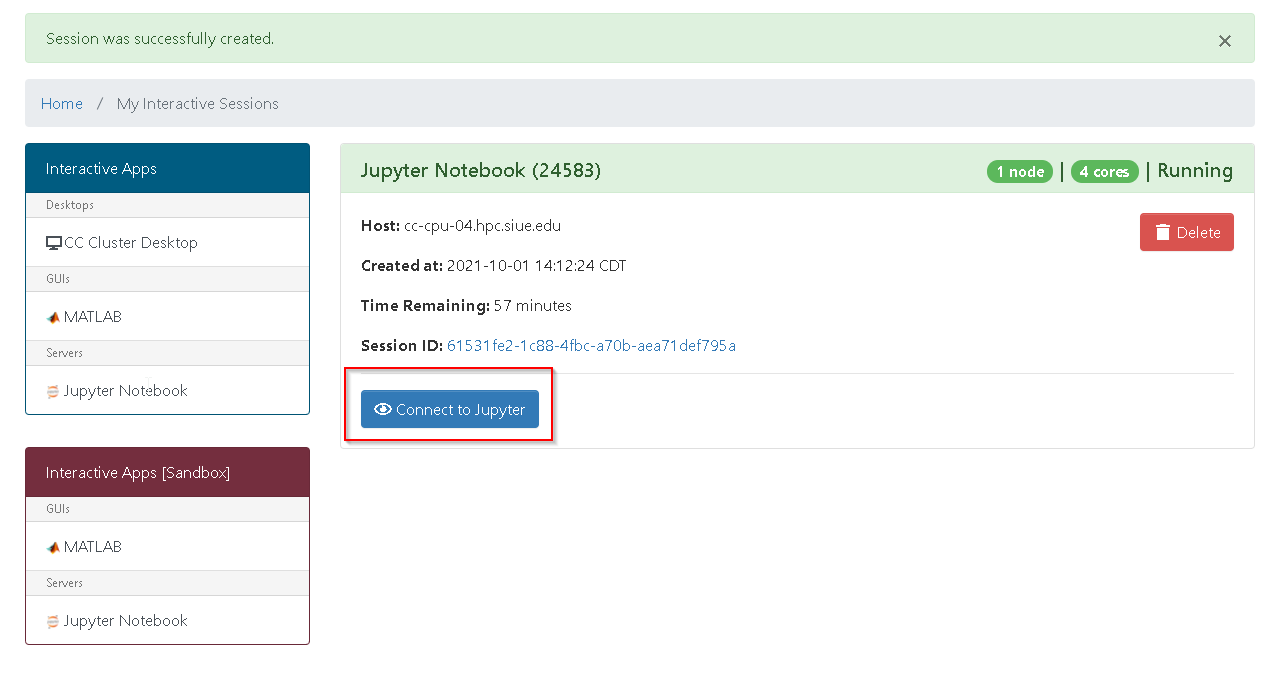 Session was successfully created.
×
Home / My Interactive Sessions
Interactive Apps
Desktops
CC Cluster Desktop
GUIs
MATLAB
Servers
Jupyter Notebook
Interactive Apps [Sandbox]
GUIs
MATLAB
Servers
Jupyter Notebook
Jupyter Notebook (24583) 1 node | 4 cores | Running
Host: cc-cpu-04.hpc.siue.edu
Delete
Created at: 2021-10-01 14:12:24 CDT
Time Remaining: 57 minutes
Session ID: 61531fe2-1c88-4fbc-a70b-aea71def795a
Connect to Jupyter